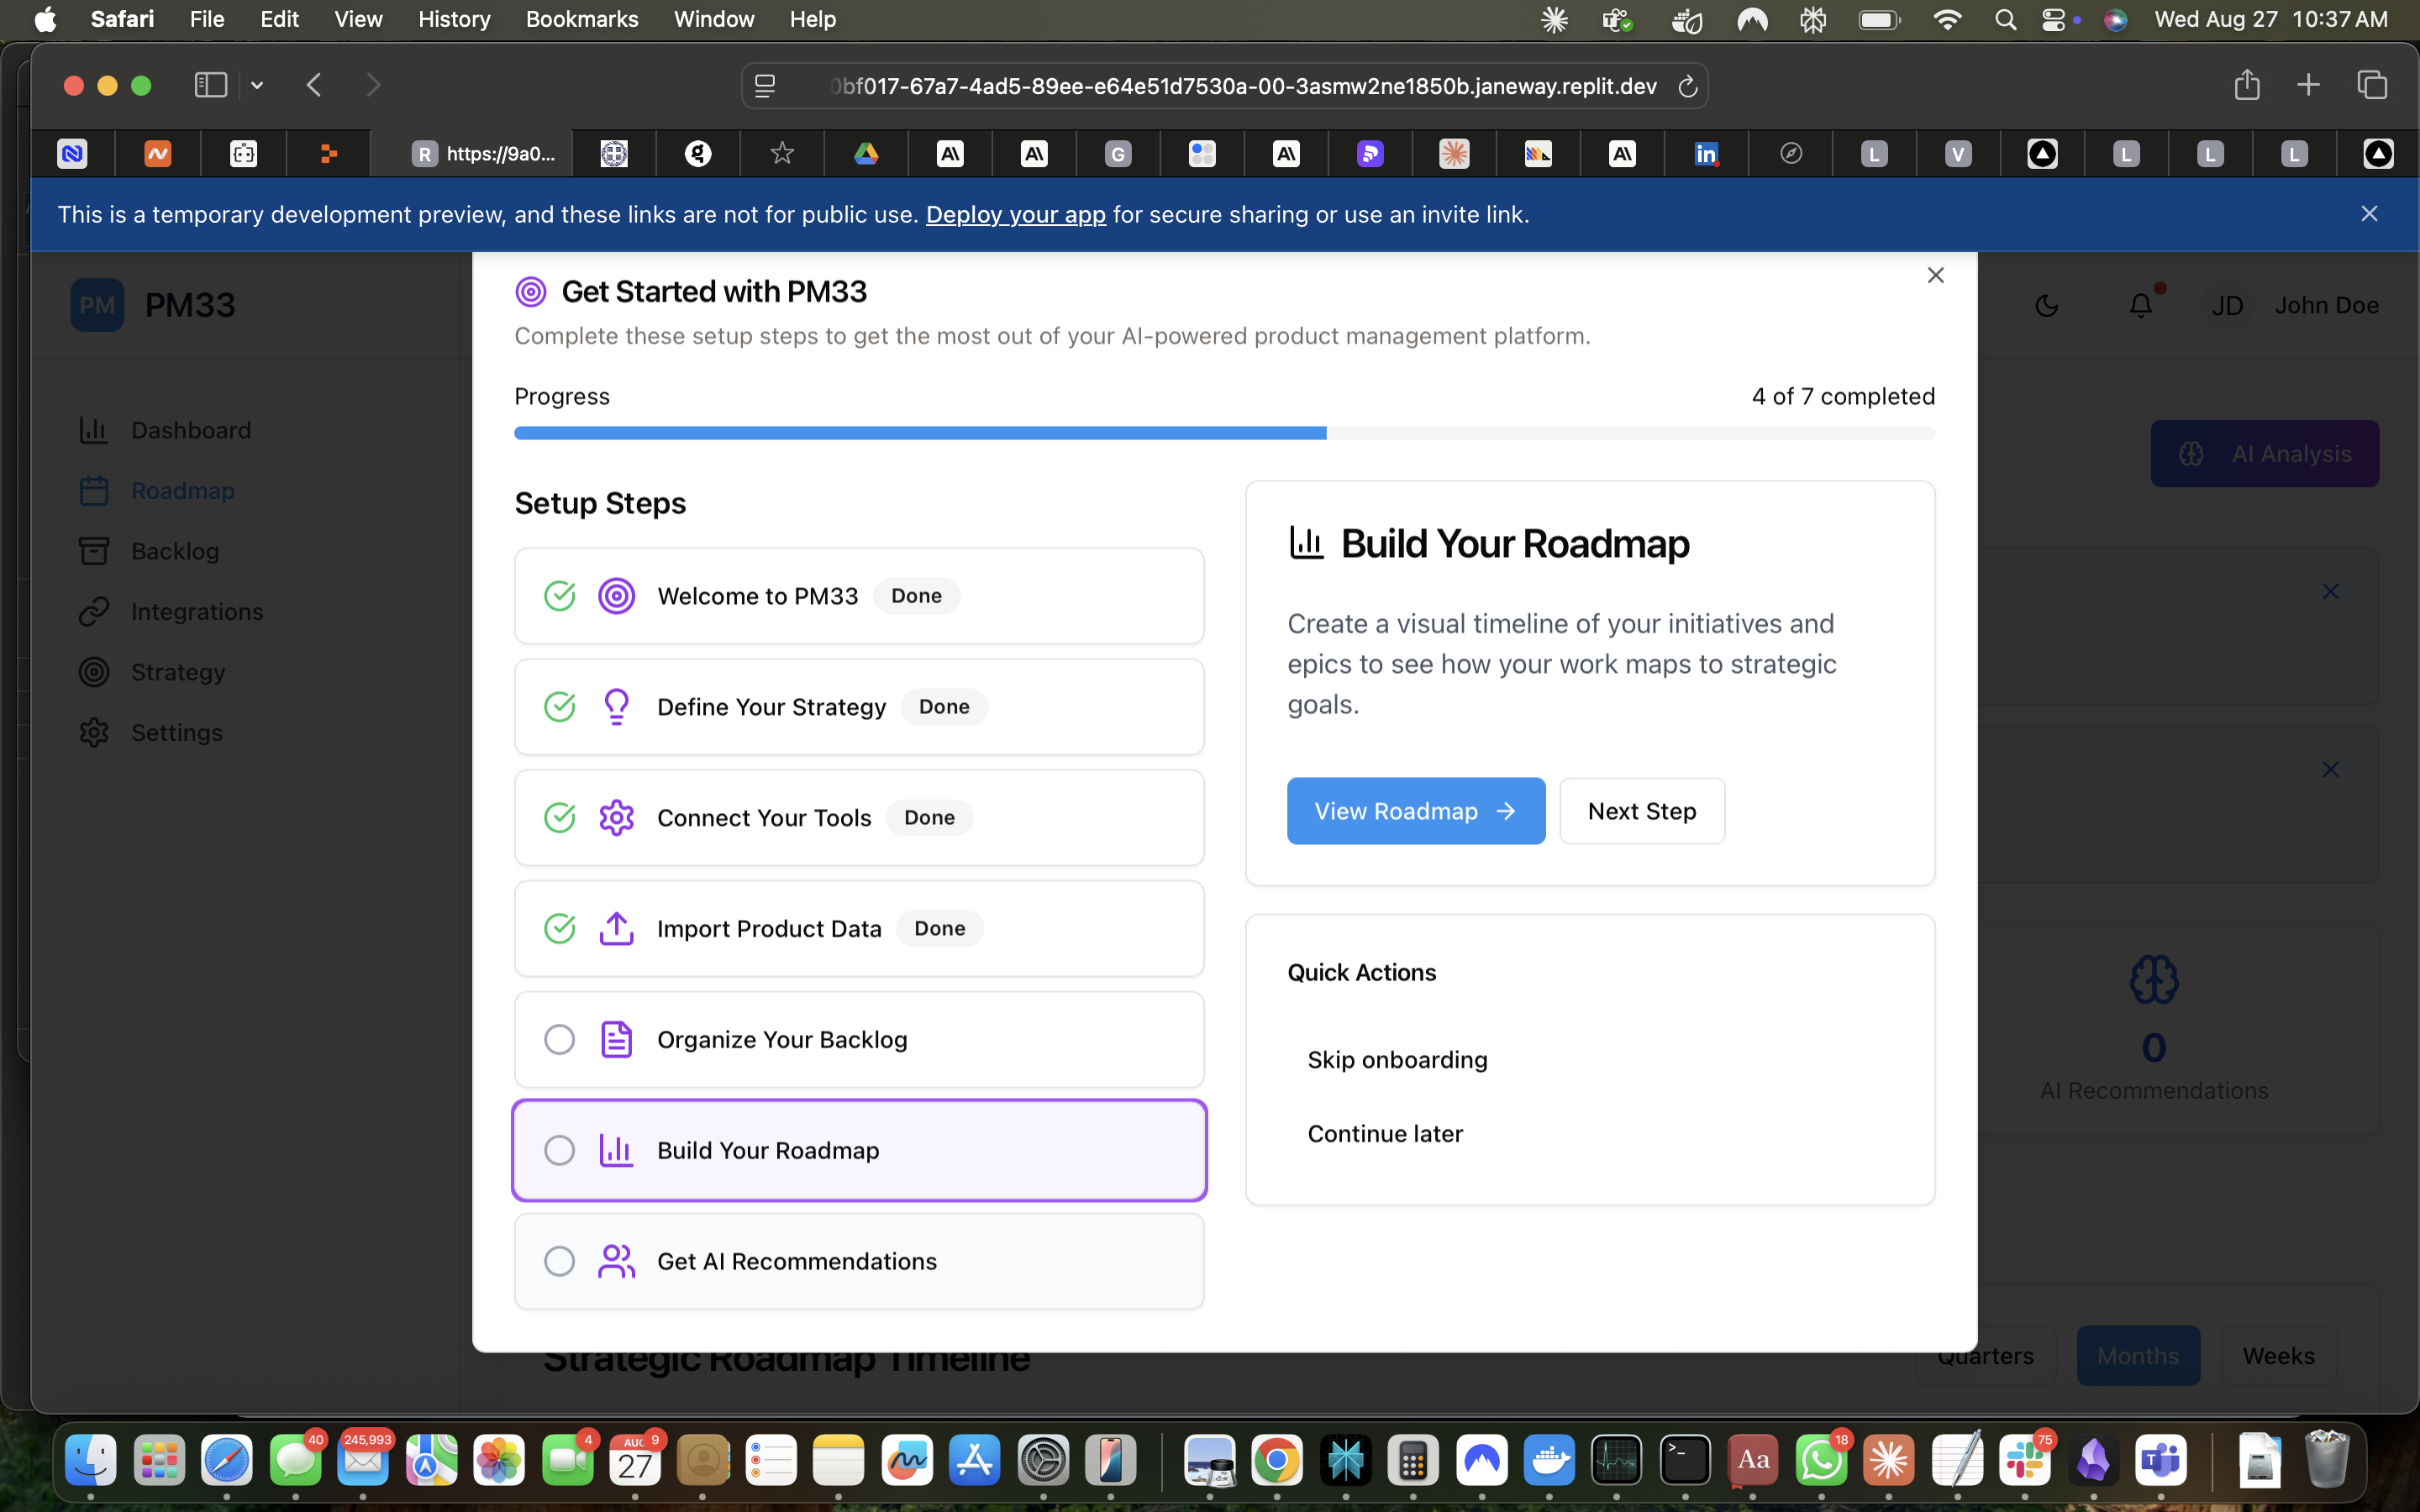 Safari File Edit View History Bookmarks Window Help Wed Aug 27 10:37 AM
0bf017-67a7-4ad5-89ee-e64e51d7530a-00-3asmw2ne1850b.janeway.replit.dev
R https://9a0...
G
L
V
L
L
L
This is a temporary development preview, and these links are not for public use. Deploy your app for secure sharing or use an invite link.
PM PM33
JD John Doe
Dashboard
Roadmap
Backlog
Integrations
Strategy
Settings
AI Analysis
Get Started with PM33
Complete these setup steps to get the most out of your AI-powered product management platform.
Progress 4 of 7 completed
Setup Steps
Welcome to PM33 Done
Define Your Strategy Done
Connect Your Tools Done
Import Product Data Done
Organize Your Backlog
Build Your Roadmap
Get AI Recommendations
Build Your Roadmap
Create a visual timeline of your initiatives and
epics to see how your work maps to strategic
goals.
View Roadmap Next Step
Quick Actions
Skip onboarding
Continue later
0
AI Recommendations
Strategic Roadmap Timeline
Quarters Months Weeks
40
245,993
4
AUG 9
27
Aa
18
75